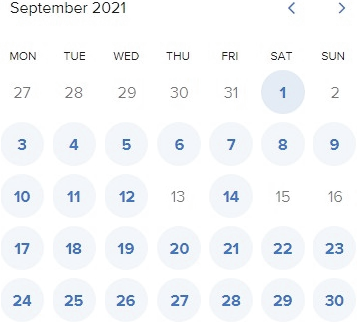 September 2021
MON TUE WED THU FRI SAT SUN
27 28 29 30 31 1 2
3 4 5 6 7 8 9
10 11 12 13 14 15 16
17 18 19 20 21 22 23
24 25 26 27 28 29 30